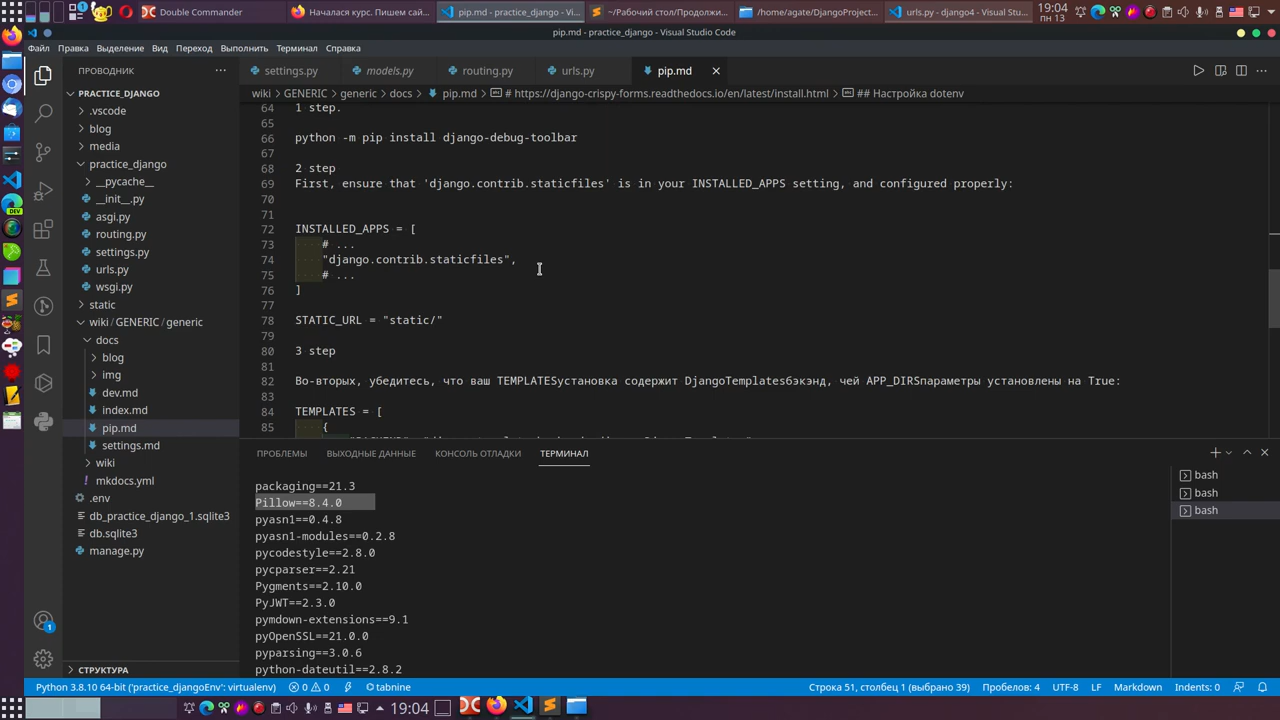 Double Commander
Началася курс. Пишем сай...
pip.md - practice_django - Vi...
~/Рабочий стол/Продолжи...
/home/agate/DjangoProject...
urls.py - django4 - Visual Stu...
19:04
пн 13
pip.md - practice_django - Visual Studio Code
Файл Правка Выделение Вид Переход Выполнить Терминал Справка
ПРОВОДНИК ...
settings.py
models.py
routing.py
urls.py
pip.md
PRACTICE_DJANGO
wiki > GENERIC > generic > docs > pip.md > # https://django-crispy-forms.readthedocs.io/en/latest/install.html > ## Настройка dotenv
.vscode
blog
media
practice_django
__pycache__
__init__.py
asgi.py
routing.py
settings.py
urls.py
wsgi.py
static
wiki/GENERIC/generic
docs
blog
img
dev.md
index.md
pip.md
settings.md
wiki
mkdocs.yml
.env
db_practice_django_1.sqlite3
db.sqlite3
manage.py
СТРУКТУРА
64 1 step.
65
66 python -m pip install django-debug-toolbar
67
68 2 step
69 First, ensure that 'django.contrib.staticfiles' is in your INSTALLED_APPS setting, and configured properly:
70
71
72 INSTALLED_APPS = [
73 # ...
74 "django.contrib.staticfiles",
75 # ...
76 ]
77
78 STATIC_URL = "static/"
79
80 3 step
81
82 Во-вторых, убедитесь, что ваш TEMPLATESустановка содержит DjangoTemplatesбэкэнд, чей APP_DIRSпараметры установлены на True:
83
84 TEMPLATES = [
85 {
ПРОБЛЕМЫ ВЫХОДНЫЕ ДАННЫЕ КОНСОЛЬ ОТЛАДКИ ТЕРМИНАЛ
packaging==21.3
Pillow==8.4.0
pyasn1==0.4.8
pyasn1-modules==0.2.8
pycodestyle==2.8.0
pycparser==2.21
Pygments==2.10.0
PyJWT==2.3.0
pymdown-extensions==9.1
pyOpenSSL==21.0.0
pyparsing==3.0.6
python-dateutil==2.8.2
bash
bash
bash
Python 3.8.10 64-bit ('practice_djangoEnv': virtualenv) 0 0 tabnine
Строка 51, столбец 1 (выбрано 39) Пробелов: 4 UTF-8 LF Markdown Indents: 0
19:04